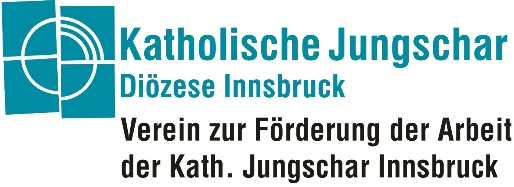 Katholische Jungschar
Diözese Innsbruck
Verein zur Förderung der Arbeit
der Kath. Jungschar Innsbruck